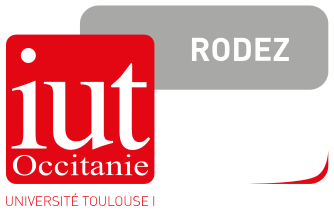 RODEZ
iut
Occitanie
UNIVERSITÉ TOULOUSE I